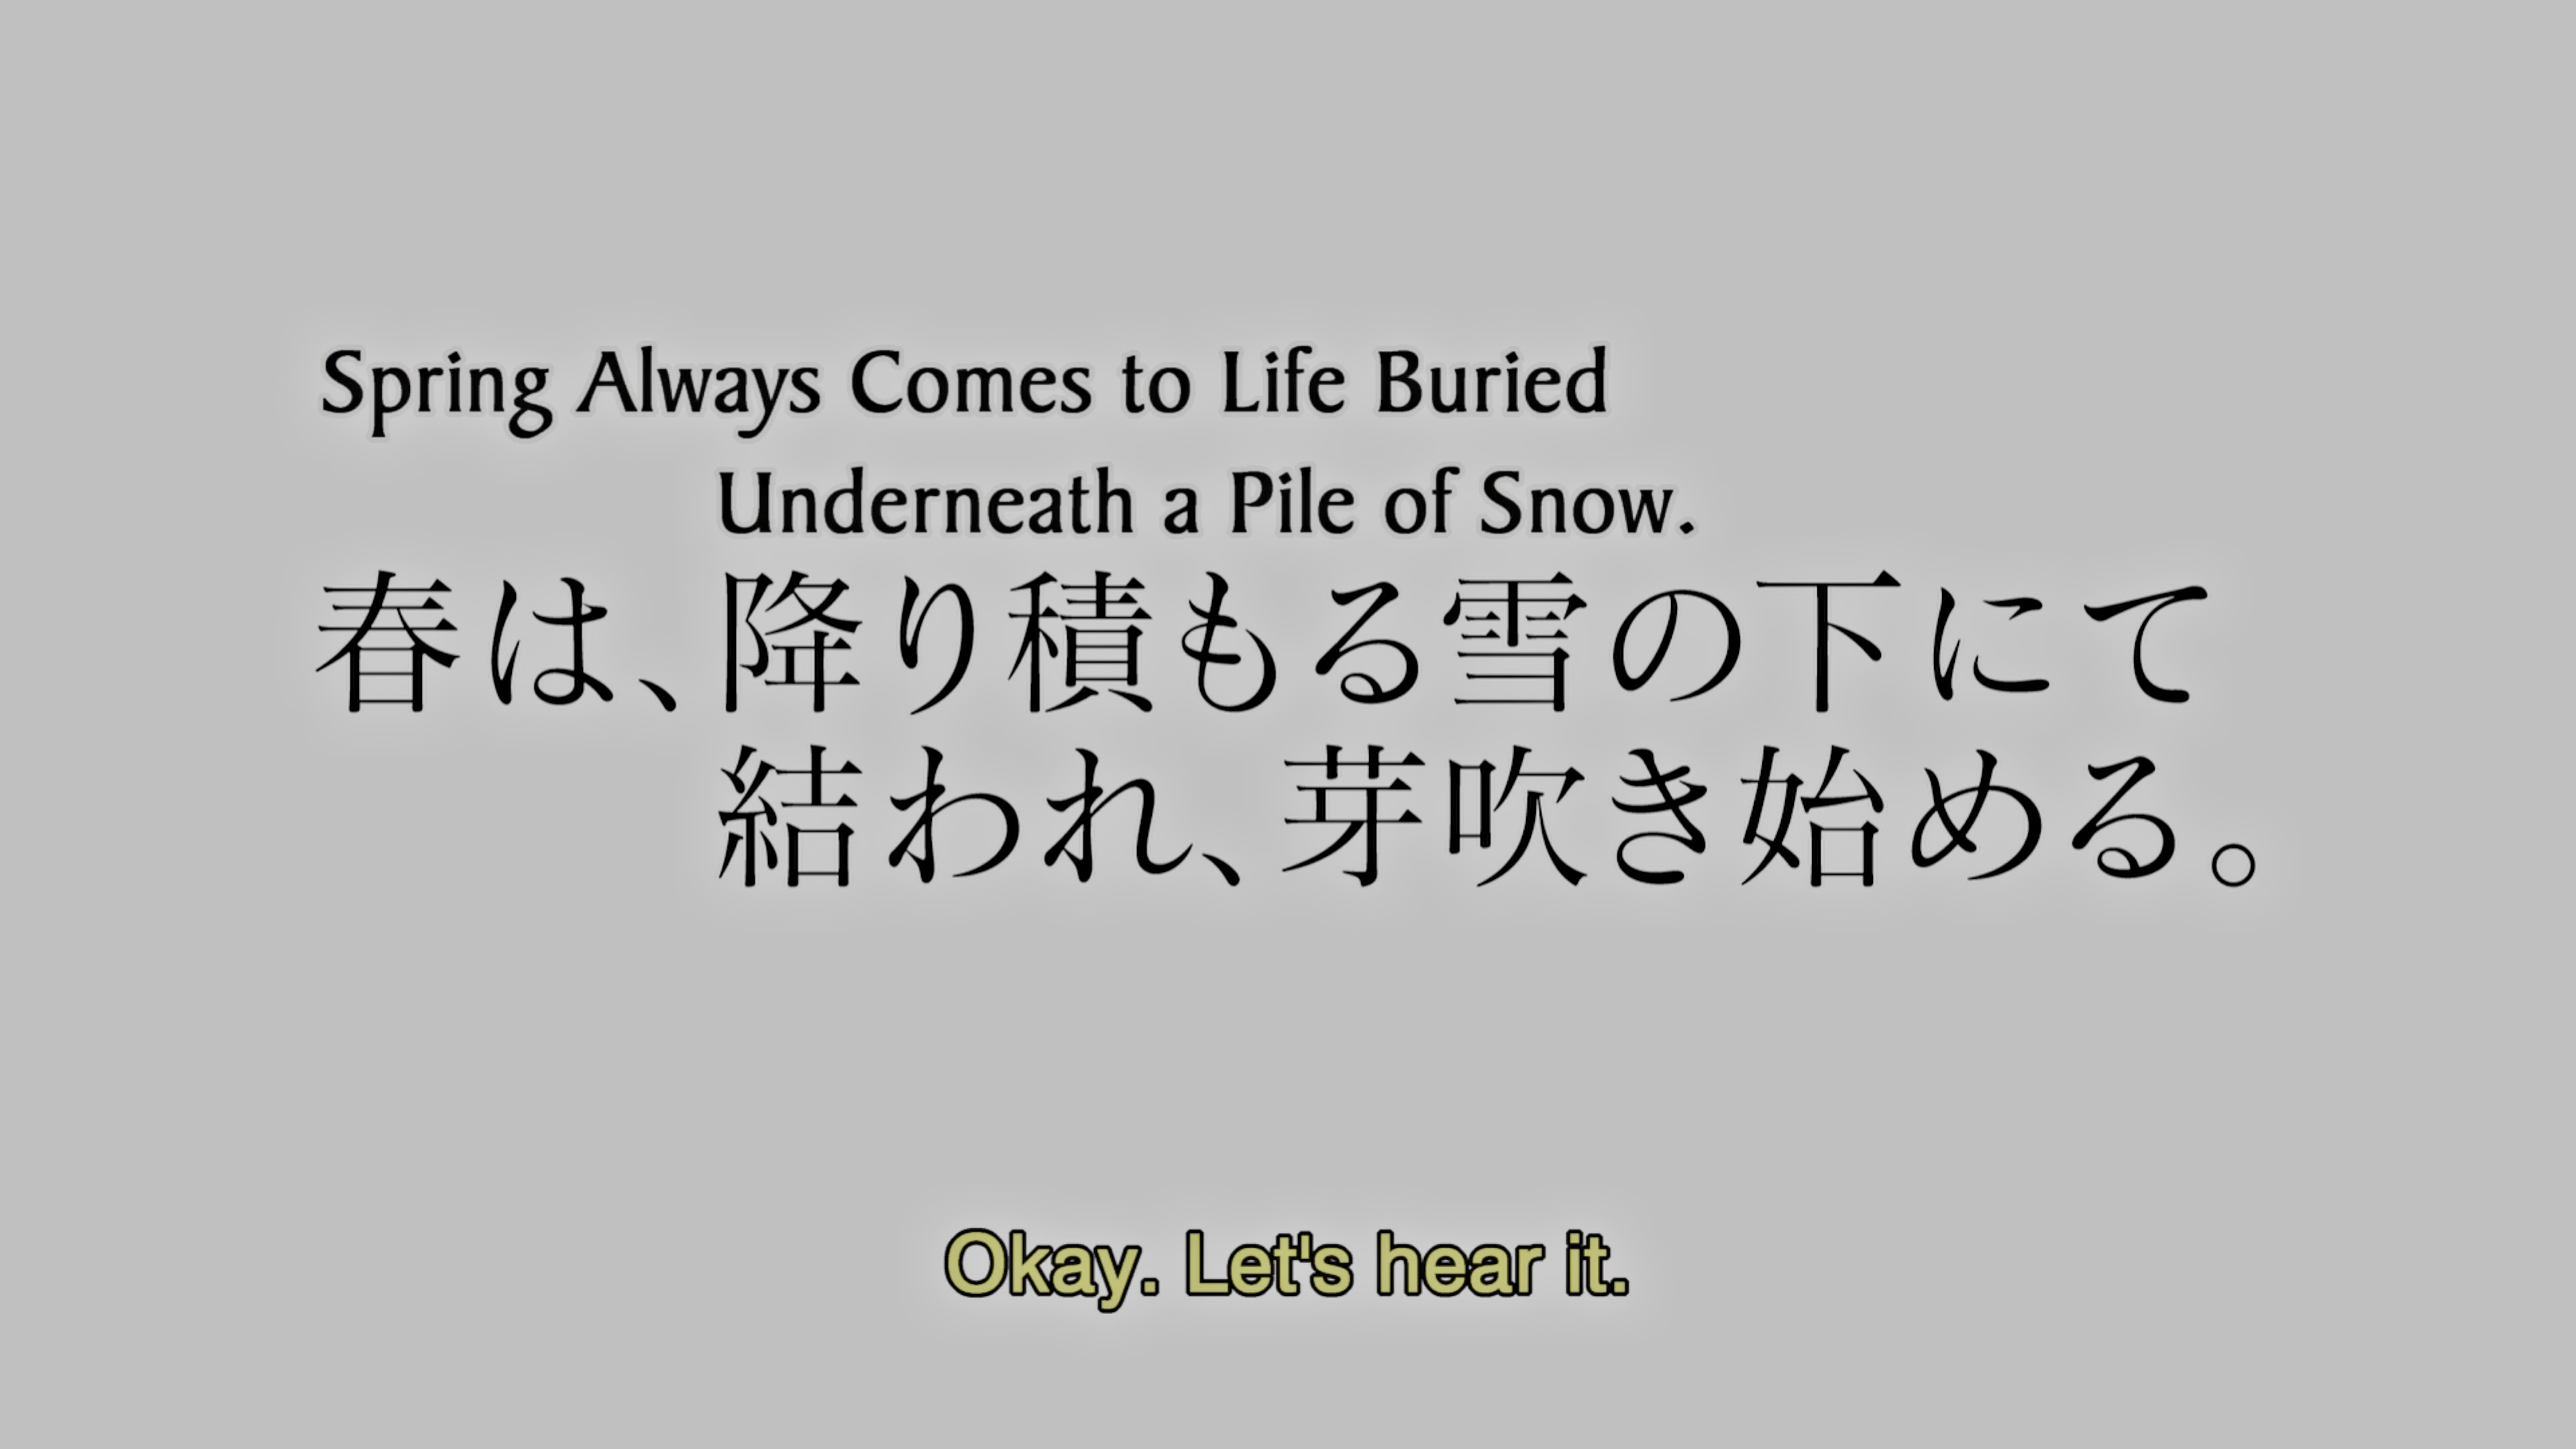 Spring Always Comes to Life Buried
Underneath a Pile of Snow.
春は、降り積もる雪の下にて
結われ、芽吹き始める。
Okay. Let's hear it.